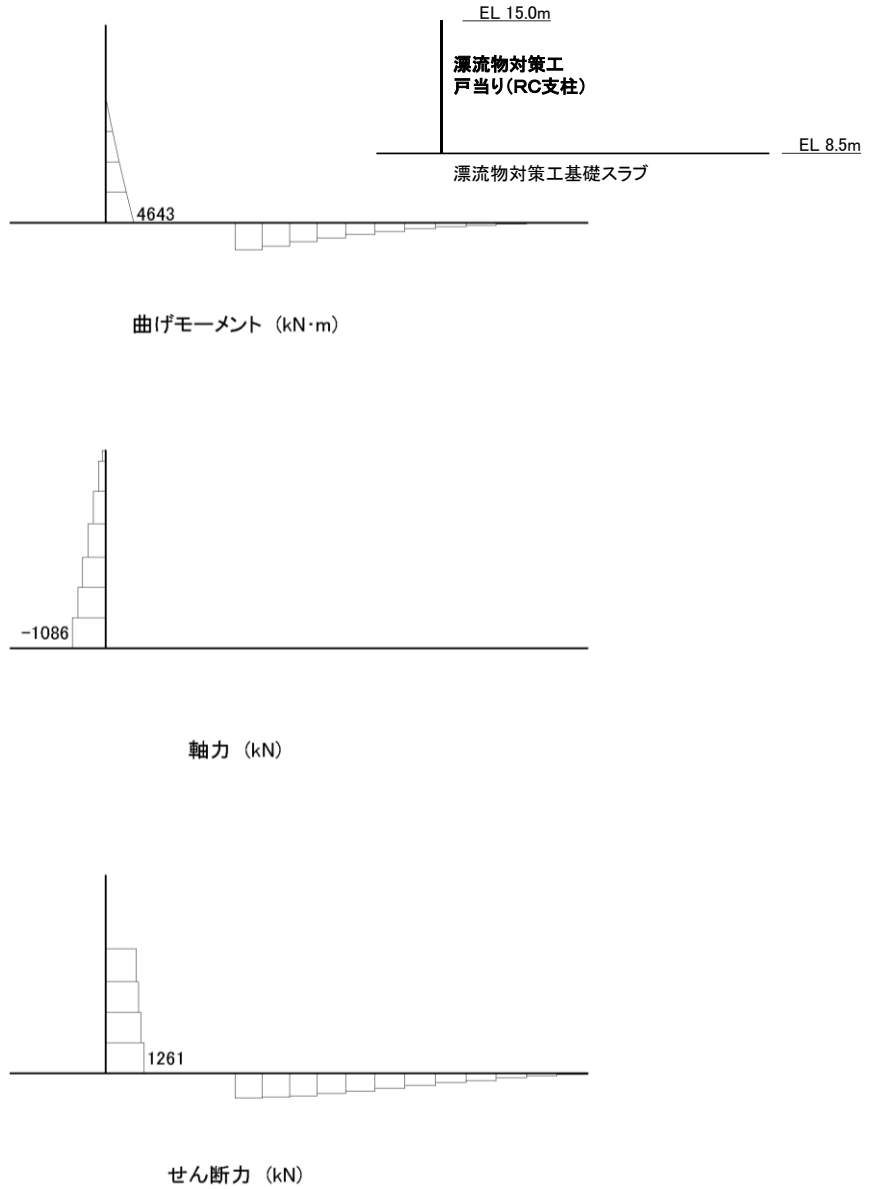 EL 15.0m
漂流物対策工
戸当り(RC支柱)
EL 8.5m
漂流物対策工基礎スラブ
4643
曲げモーメント (kN·m)
-1086
軸力 (kN)
1261
せん断力 (kN)